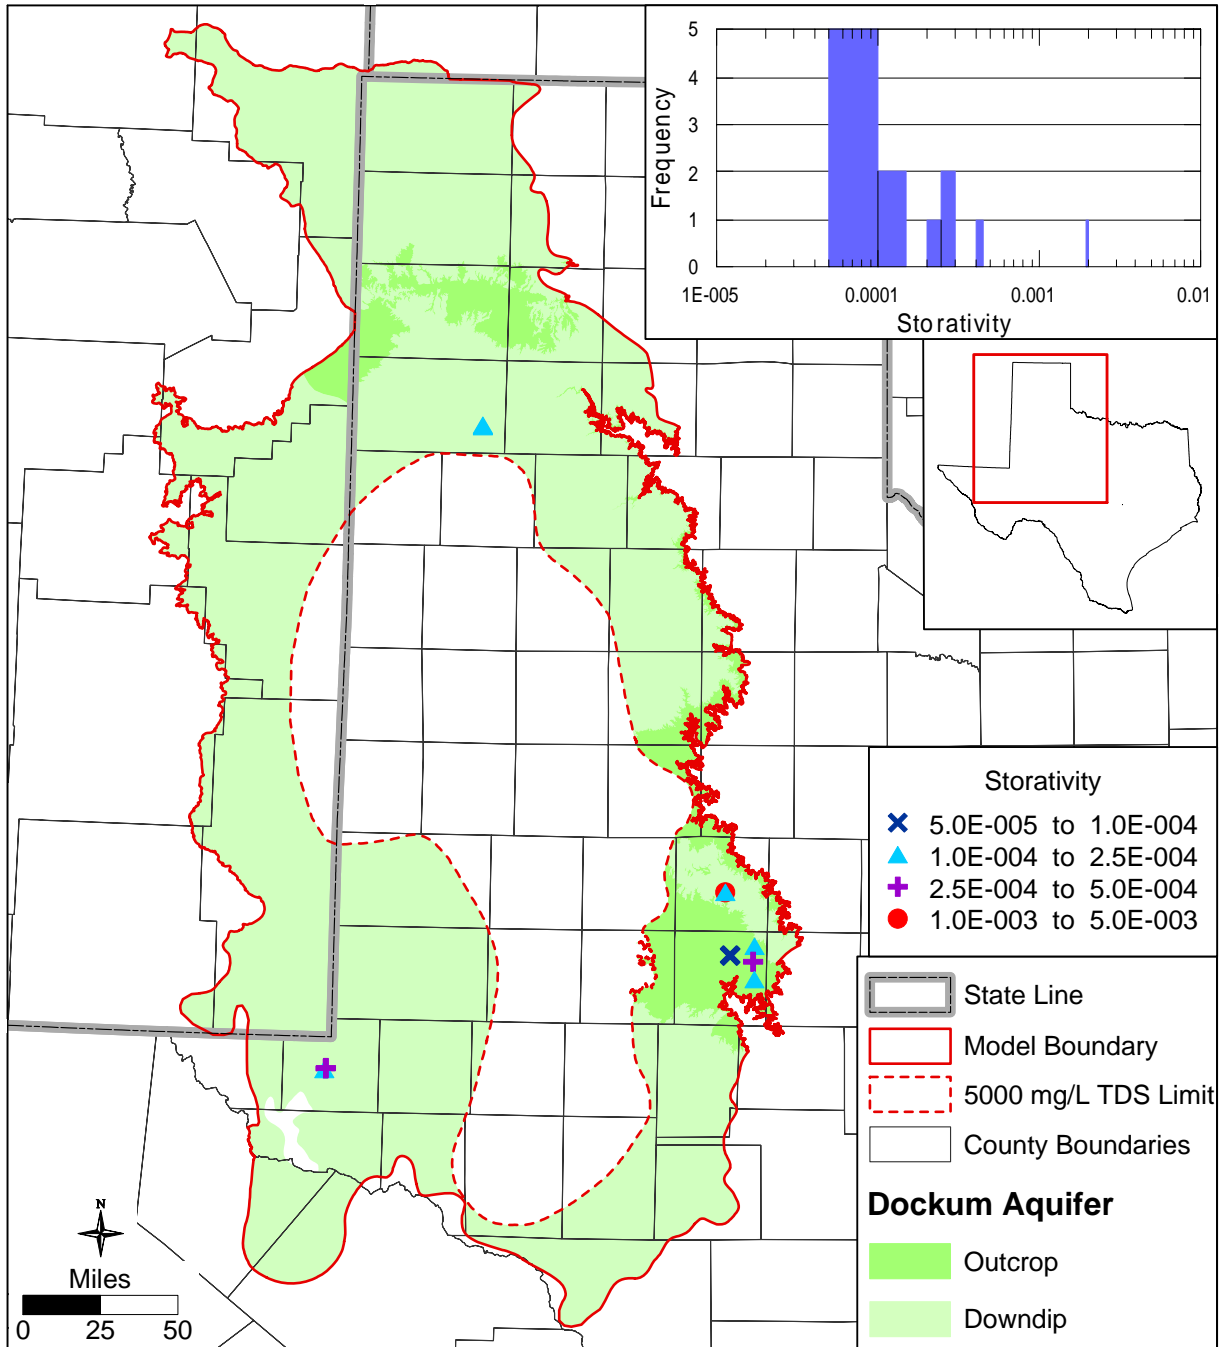 5
4
3
2
1
0
Frequency
1E-005 0.0001 0.001 0.01
Storativity
Storativity
5.0E-005 to 1.0E-004
1.0E-004 to 2.5E-004
2.5E-004 to 5.0E-004
1.0E-003 to 5.0E-003
State Line
Model Boundary
5000 mg/L TDS Limit
County Boundaries
Dockum Aquifer
Outcrop
Downdip
N
Miles
0 25 50